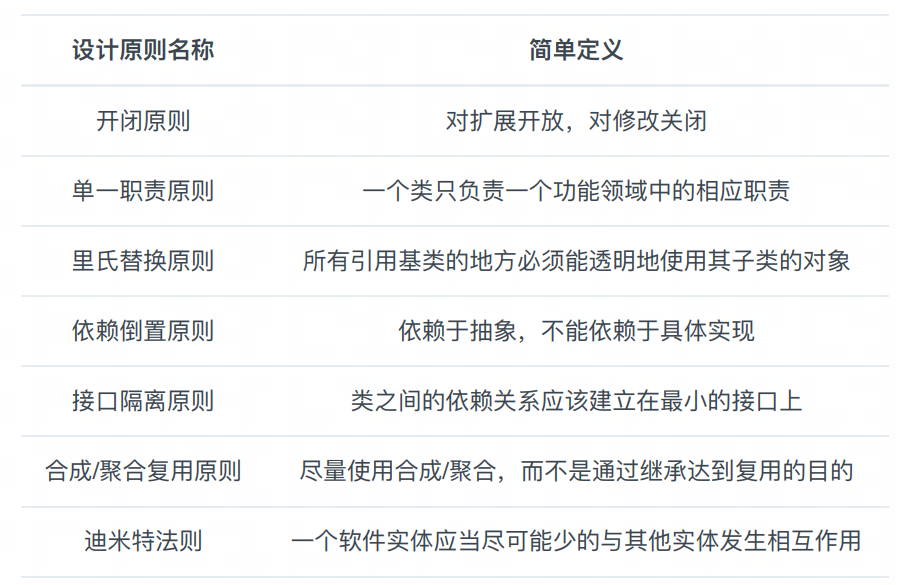 设计原则名称 简单定义
开闭原则 对扩展开放，对修改关闭
单一职责原则 一个类只负责一个功能领域中的相应职责
里氏替换原则 所有引用基类的地方必须能透明地使用其子类的对象
依赖倒置原则 依赖于抽象，不能依赖于具体实现
接口隔离原则 类之间的依赖关系应该建立在最小的接口上
合成/聚合复用原则 尽量使用合成/聚合，而不是通过继承达到复用的目的
迪米特法则 一个软件实体应当尽可能少的与其他实体发生相互作用